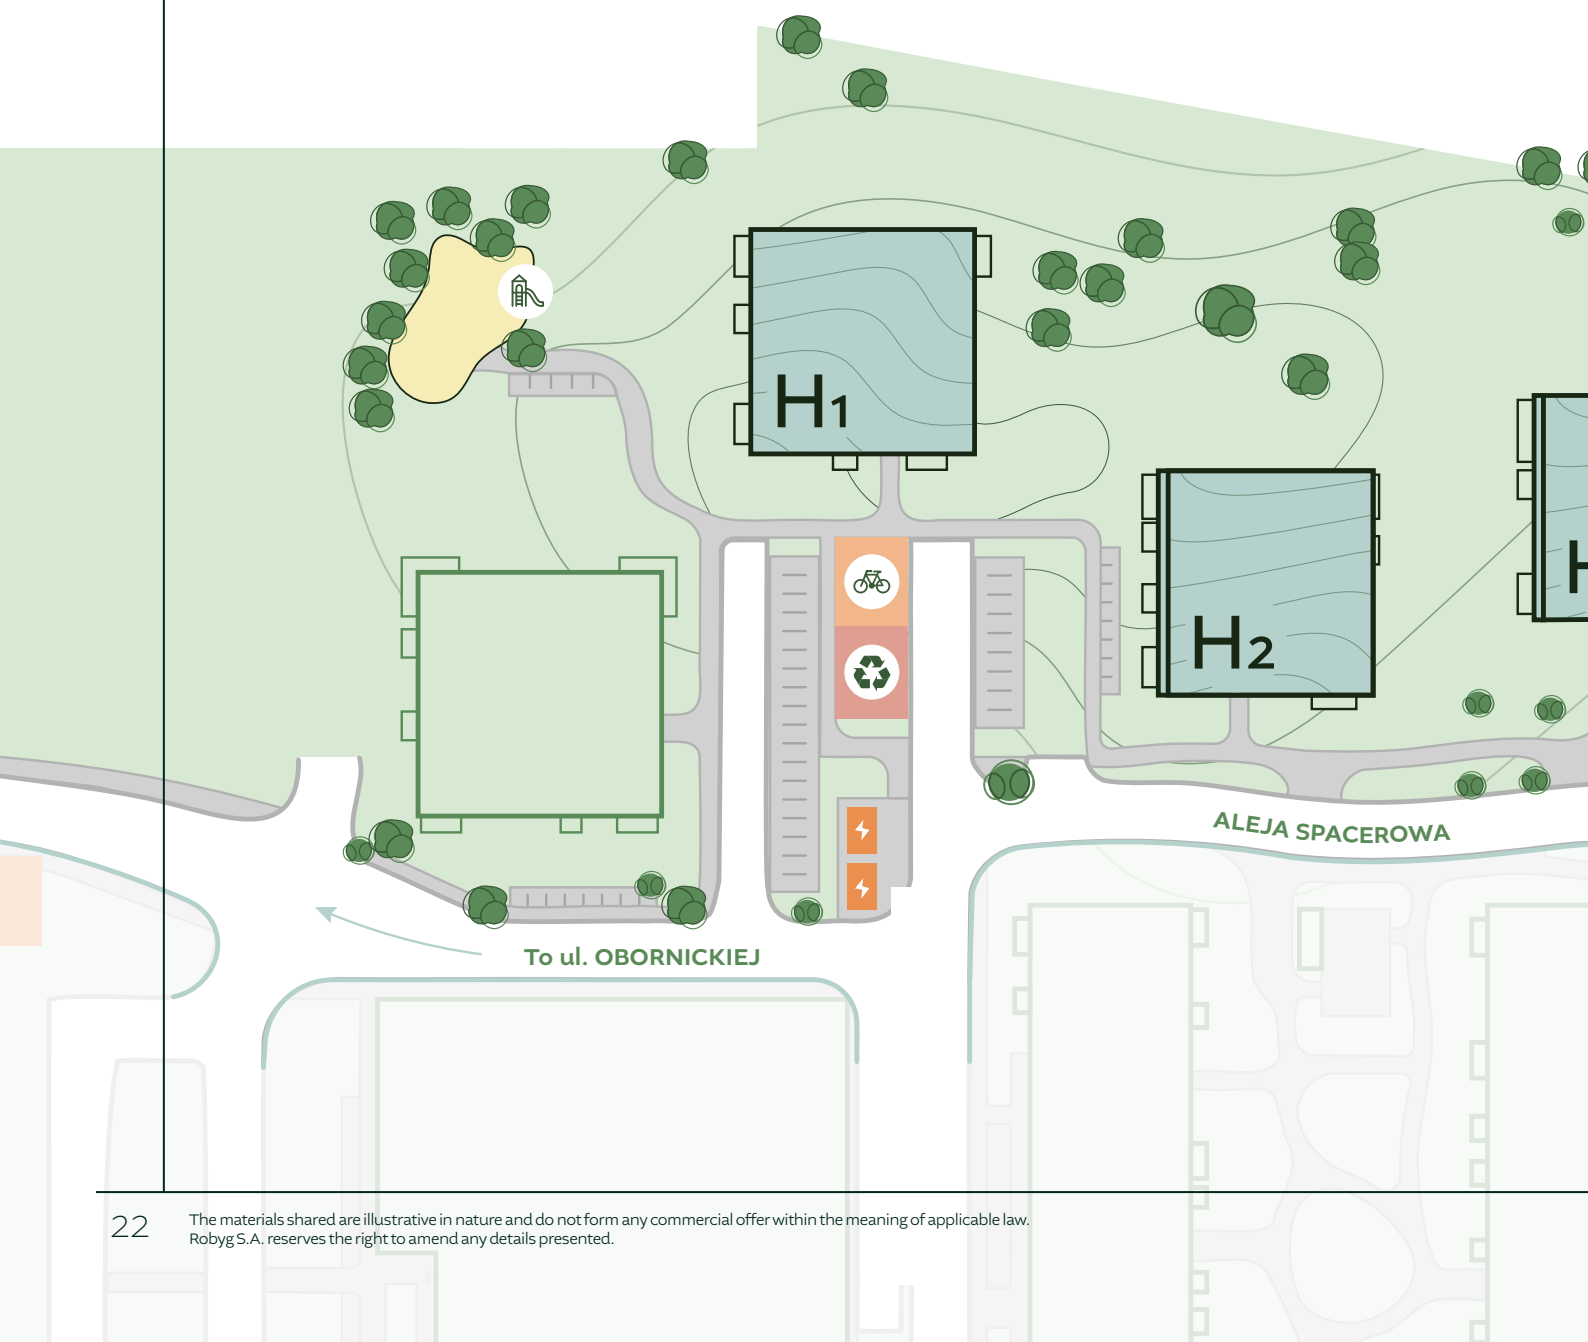 H1
H2
H
ALEJA SPACEROWA
To ul. OBORNICKIEJ
22
The materials shared are illustrative in nature and do not form any commercial offer within the meaning of applicable law.
Robyg S.A. reserves the right to amend any details presented.